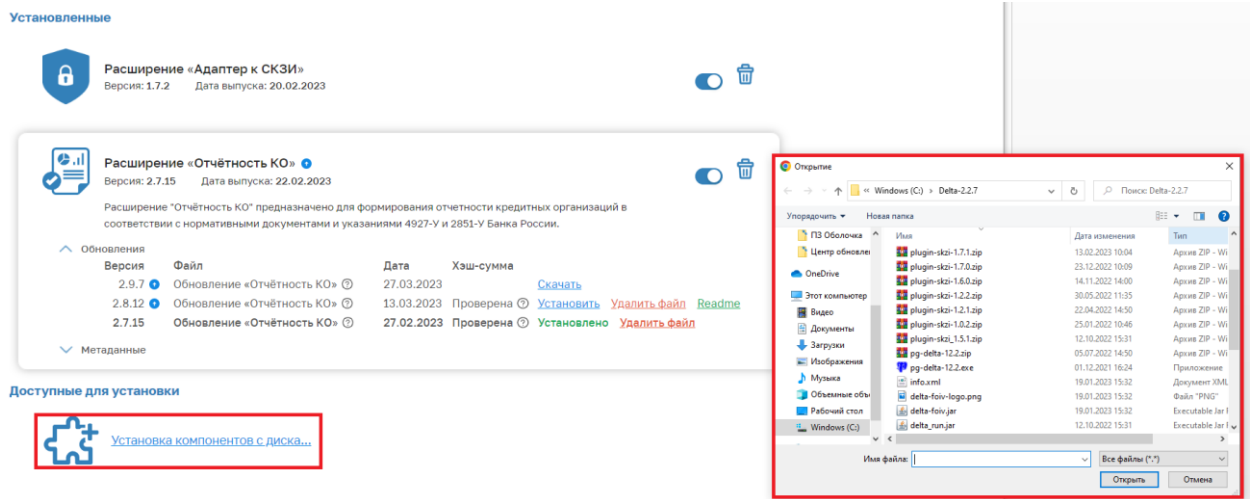 Установленные
Расширение «Адаптер к СКЗИ»
Версия: 1.7.2 Дата выпуска: 20.02.2023
Расширение «Отчётность КО»
Версия: 2.7.15 Дата выпуска: 22.02.2023
Расширение "Отчётность КО" предназначено для формирования отчетности кредитных организаций в
соответствии с нормативными документами и указаниями 4927-У и 2851-У Банка России.
Обновления
Версия Файл Дата Хэш-сумма
2.9.7 Обновление «Отчётность КО» 27.03.2023 Скачать
2.8.12 Обновление «Отчётность КО» 13.03.2023 Проверена Установить Удалить файл Readme
2.7.15 Обновление «Отчётность КО» 27.02.2023 Проверена Установлено Удалить файл
Метаданные
Доступные для установки
Установка компонентов с диска...
Открытие
« Windows (C:) › Delta-2.2.7
Поиск: Delta-2.2.7
Упорядочить Новая папка
ПЗ Оболочка
Центр обновле
OneDrive
Этот компьютер
Видео
Документы
Загрузки
Изображения
Музыка
Объемные объ
Рабочий стол
Windows (C:)
Имя Дата изменения Тип
plugin-skzi-1.7.1.zip 13.02.2023 10:04 Архив ZIP - Wi
plugin-skzi-1.7.0.zip 23.12.2022 10:09 Архив ZIP - Wi
plugin-skzi-1.6.0.zip 14.11.2022 14:00 Архив ZIP - Wi
plugin-skzi-1.2.2.zip 30.05.2022 11:35 Архив ZIP - Wi
plugin-skzi-1.2.1.zip 22.04.2022 14:50 Архив ZIP - Wi
plugin-skzi-1.0.2.zip 25.01.2022 10:46 Архив ZIP - Wi
plugin-skzi_1.5.1.zip 12.10.2022 15:31 Архив ZIP - Wi
pg-delta-12.2.zip 05.07.2022 14:50 Архив ZIP - Wi
pg-delta-12.2.exe 01.12.2021 16:24 Приложение
info.xml 19.01.2023 15:32 Документ XML
delta-foiv-logo.png 19.01.2023 15:32 Файл "PNG"
delta-foiv.jar 19.01.2023 15:32 Executable Jar F
delta_run.jar 12.10.2022 15:31 Executable Jar F
Имя файла: Все файлы (*.*)
Открыть Отмена